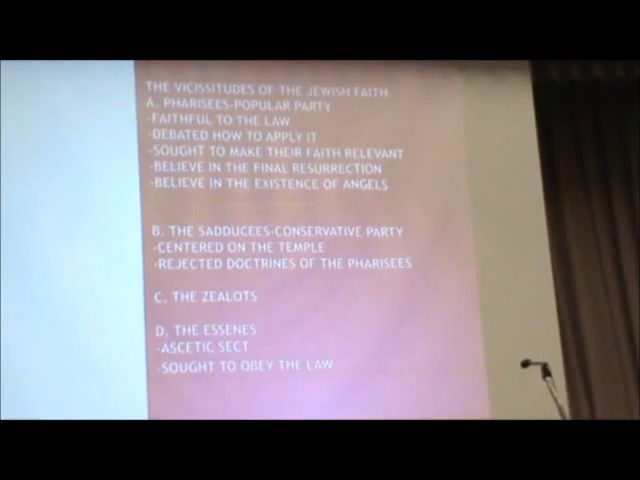 THE VICISSITUDES OF THE JEWISH FAITH
A. PHARISEES-POPULAR PARTY
-FAITHFUL TO THE LAW
-DEBATED HOW TO APPLY IT
-SOUGHT TO MAKE THEIR FAITH RELEVANT
-BELIEVE IN THE FINAL RESURRECTION
-BELIEVE IN THE EXISTENCE OF ANGELS
B. THE SADDUCEES-CONSERVATIVE PARTY
-CENTERED ON THE TEMPLE
-REJECTED DOCTRINES OF THE PHARISEES
C. THE ZEALOTS
D. THE ESSENES
-ASCETIC SECT
-SOUGHT TO OBEY THE LAW